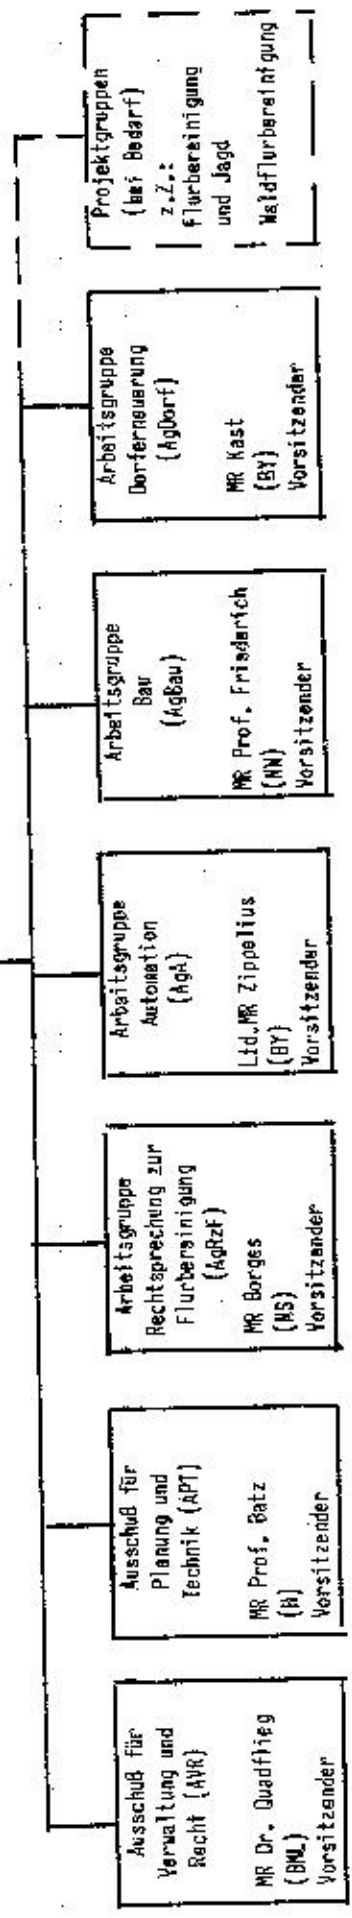 Ausschuß für
Verwaltung und
Recht (AVR)
MR Dr. Quadflieg
(BML)
Vorsitzender
Ausschuß für
Planung und
Technik (APT)
MR Prof. Batz
(H)
Vorsitzender
Arbeitsgruppe
Rechtsprechung zur
Flurbereinigung
(AgRzF)
MR Borges
(NS)
Vorsitzender
Arbeitsgruppe
Automation
(AgA)
Ltd.MR Zippelius
(BY)
Vorsitzender
Arbeitsgruppe
Bau
(AgBau)
MR Prof. Friederich
(NW)
Vorsitzender
Arbeitsgruppe
Dorferneuerung
(AgDorf)
MR Kast
(BY)
Vorsitzender
Projektgruppen
(bei Bedarf)
z.Z.:
Flurbereinigung
und Jagd
Waldflurbereinigung